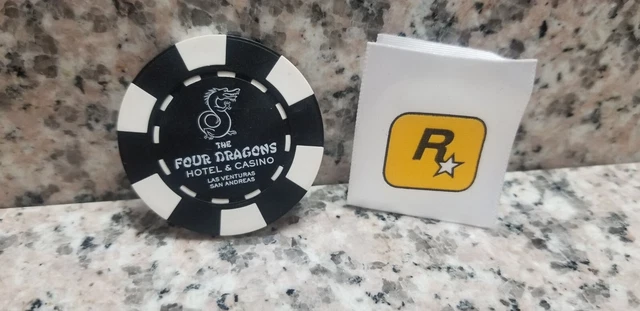 THE
FOUR DRAGONS
HOTEL & CASINO
LAS VENTURAS
SAN ANDREAS
R